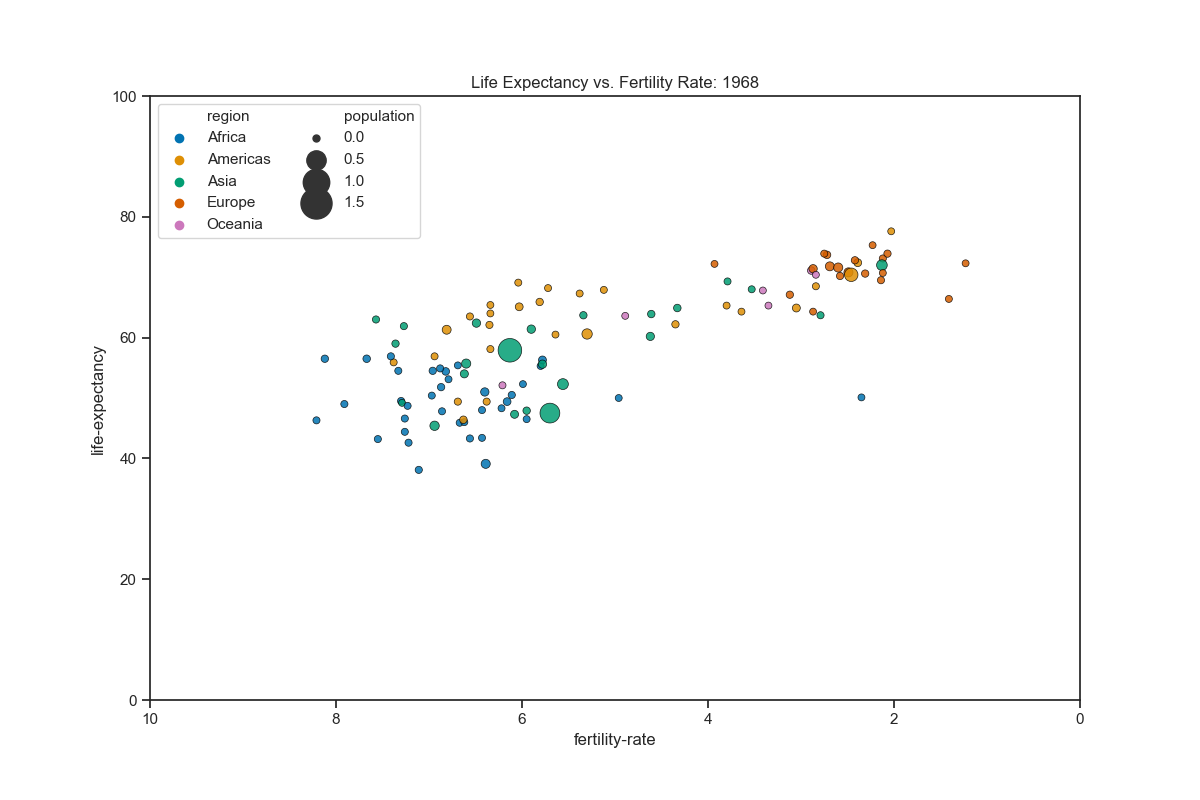 Life Expectancy vs. Fertility Rate: 1968
100
80
60
40
20
0
life-expectancy
region population
Africa 0.0
Americas 0.5
Asia 1.0
Europe 1.5
Oceania
10 8 6 4 2 0
fertility-rate